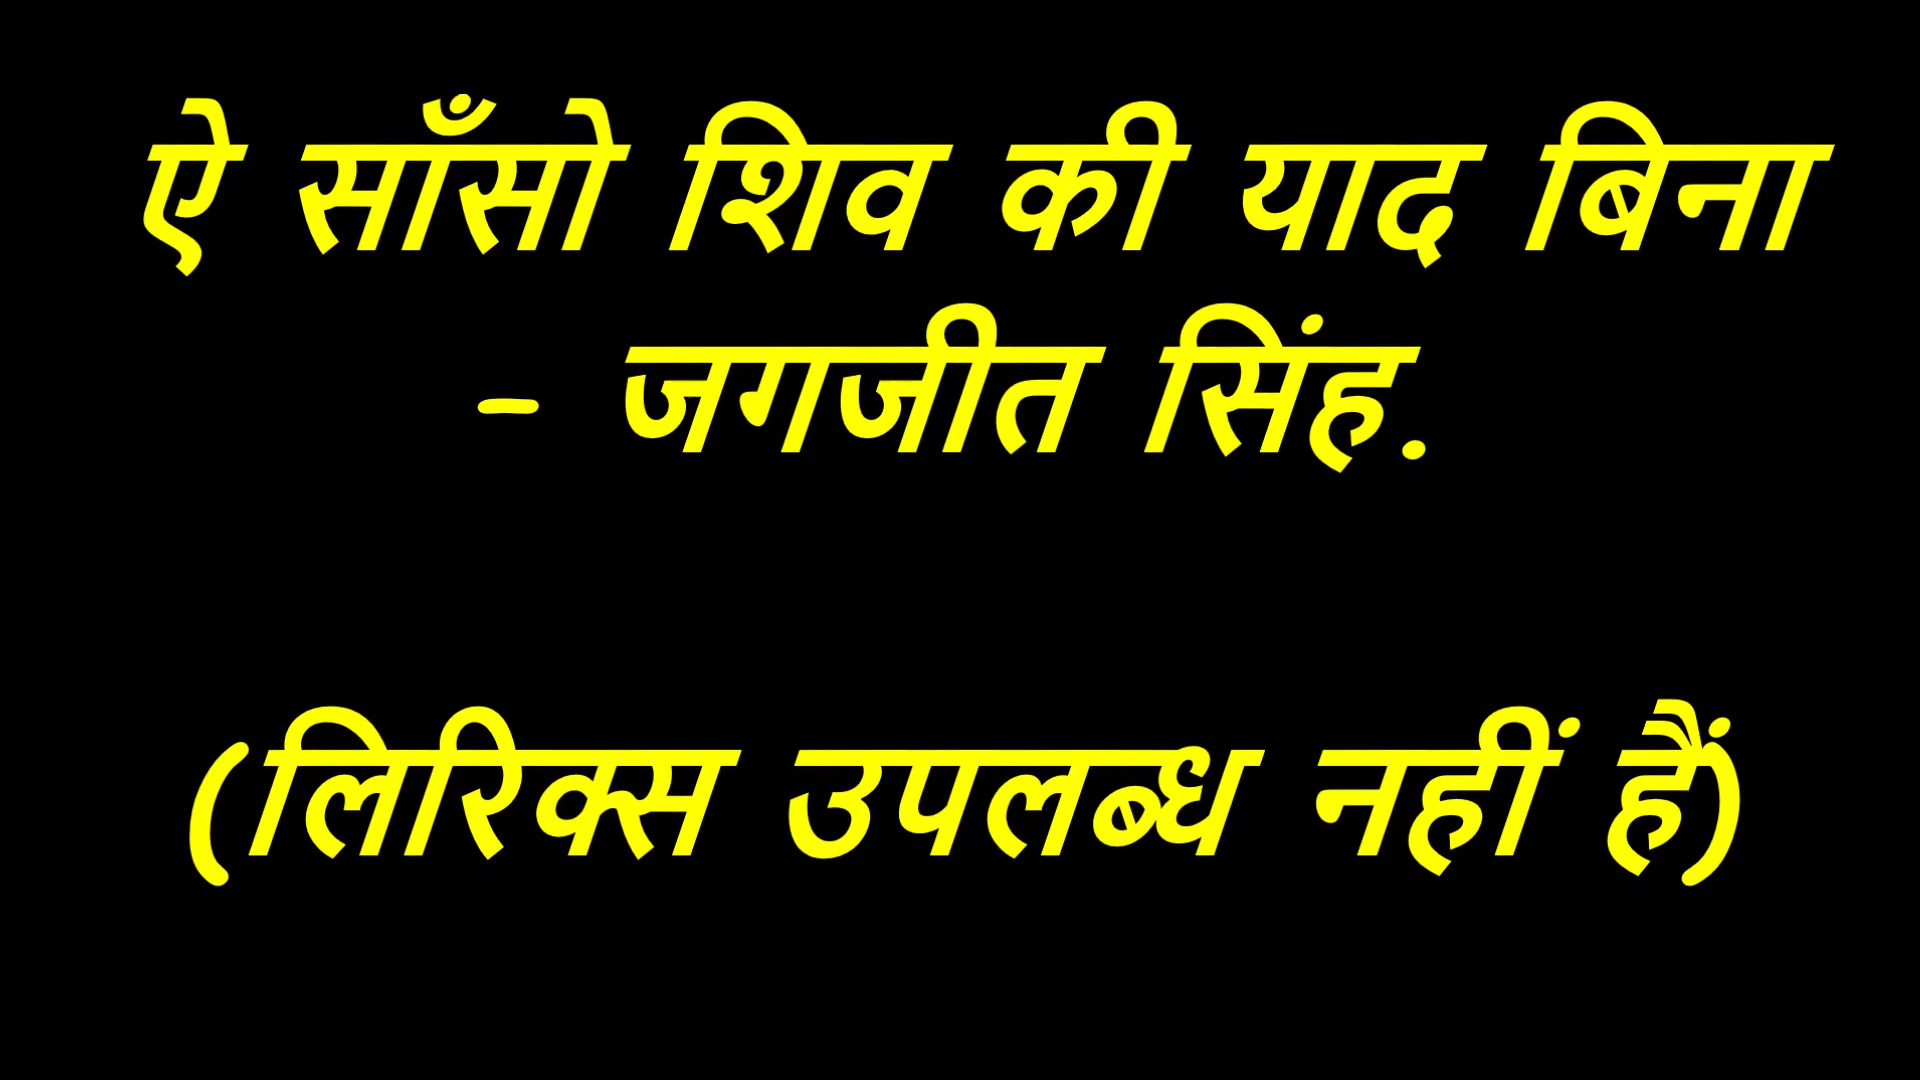 ऐ साँसो शिव की याद बिना
- जगजीत सिंह.
(लिरिक्स उपलब्ध नहीं हैं)